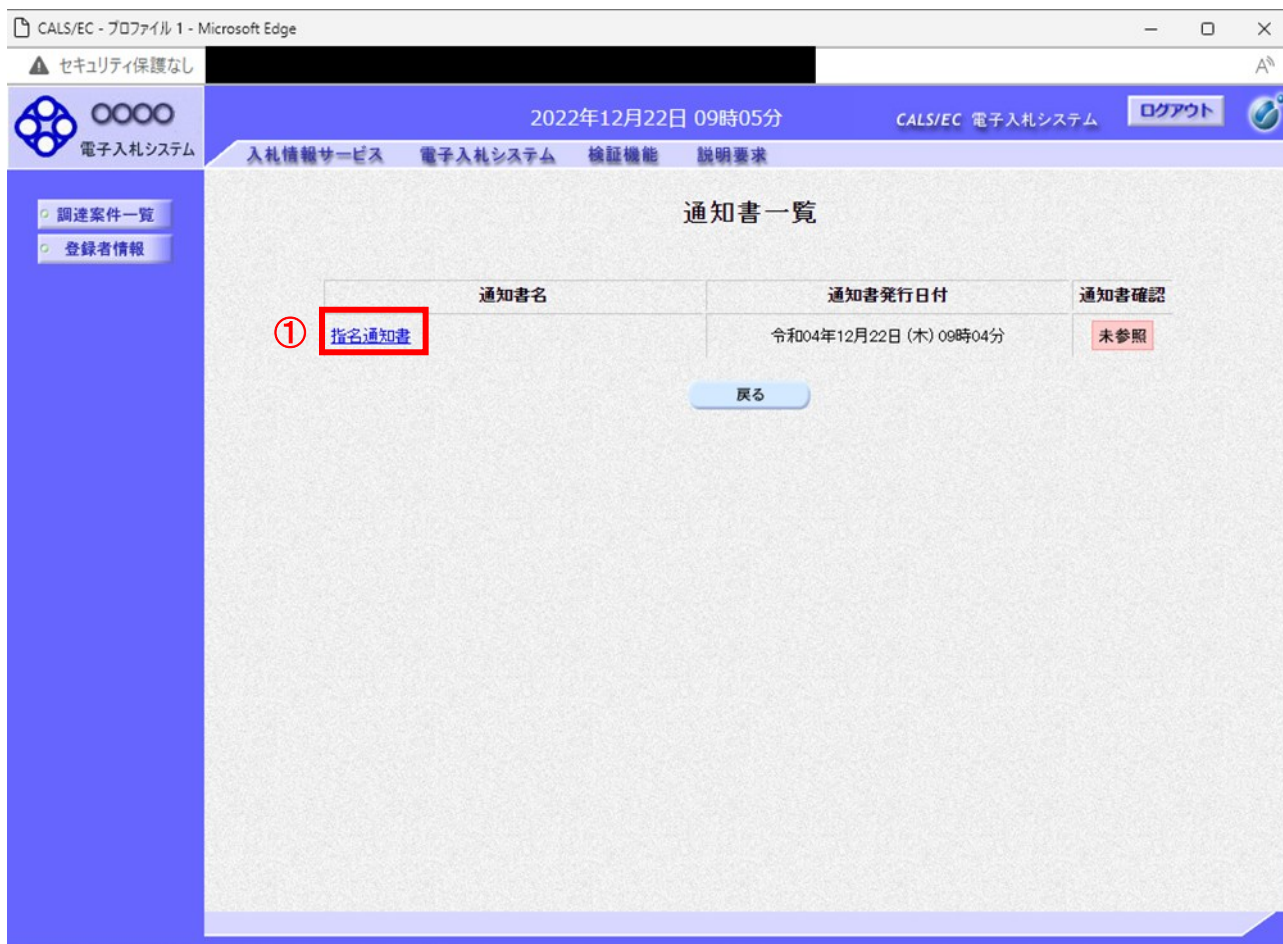 CALS/EC - プロファイル 1 - Microsoft Edge
セキュリティ保護なし
OOOO
電子入札システム
2022年12月22日 09時05分
CALS/EC 電子入札システム
ログアウト
入札情報サービス 電子入札システム 検証機能 説明要求
調達案件一覧
登録者情報
通知書一覧
通知書名 通知書発行日付 通知書確認
① 指名通知書 令和04年12月22日 (木) 09時04分 未参照
戻る